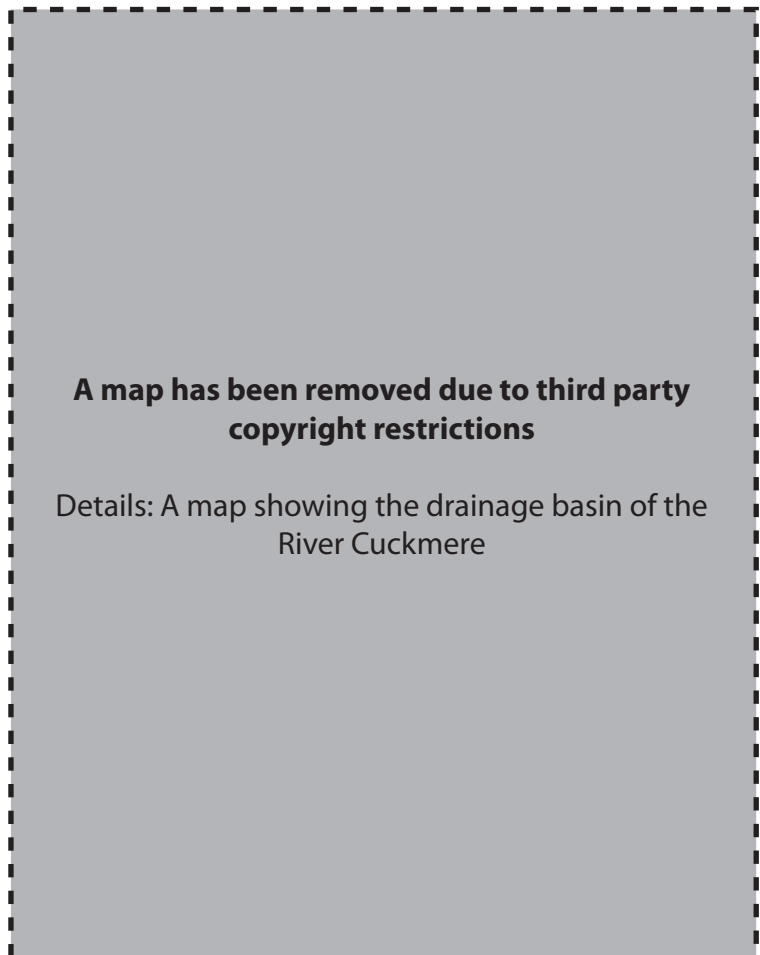 A map has been removed due to third party
copyright restrictions
Details: A map showing the drainage basin of the
River Cuckmere